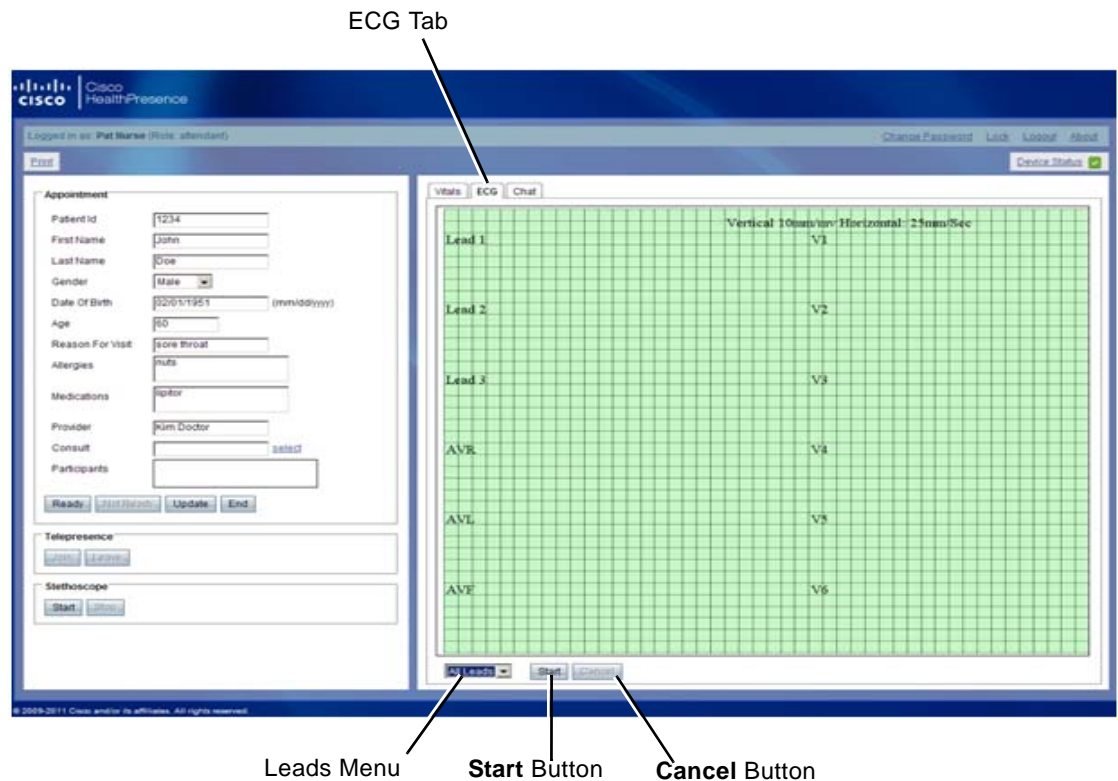 ECG Tab
CISCO
Cisco
HealthPresence
Logged in as: Pat Nurse (Role: attendant)
Change Password Lock Logout About
Print
Device Status
Appointment
Patient Id 1234
First Name John
Last Name Doe
Gender Male
Date Of Birth 02/01/1951 (mm/dd/yyyy)
Age 60
Reason For Visit sore throat
Allergies nuts
Medications lipitor
Provider Kim Doctor
Consult select
Participants
Ready Not Ready Update End
Telepresence
Join Leave
Stethoscope
Start Stop
Vitals ECG Chat
Vertical 10mm/mv Horizontal: 25mm/Sec
Lead 1 V1
Lead 2 V2
Lead 3 V3
AVR V4
AVL V5
AVF V6
All Leads Start Cancel
© 2009-2011 Cisco and/or its affiliates. All rights reserved.
Leads Menu Start Button Cancel Button